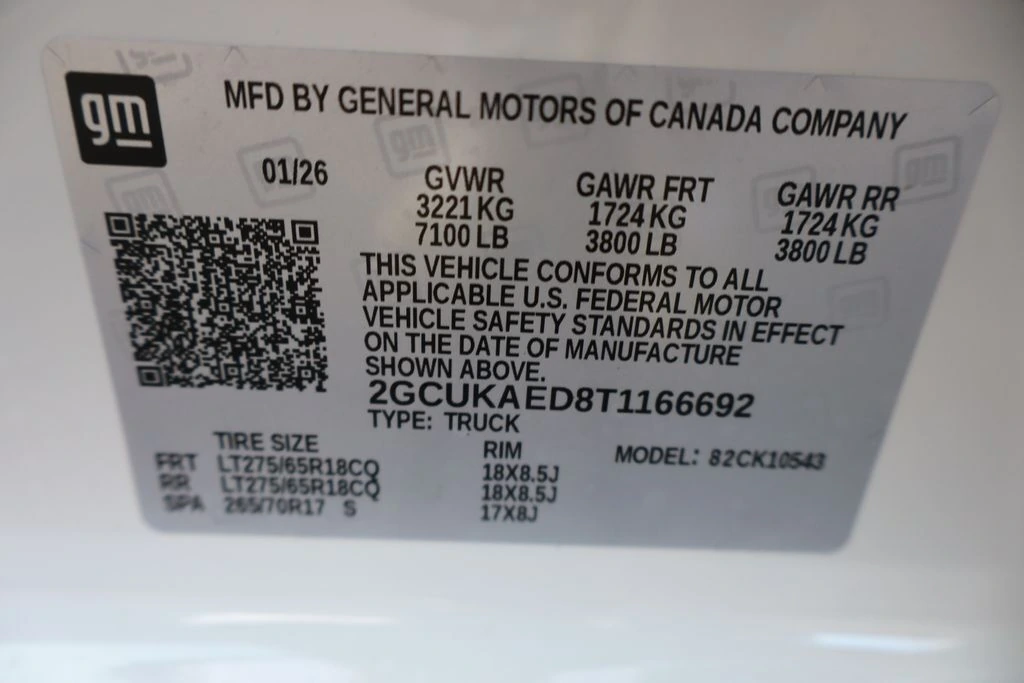 gm
MFD BY GENERAL MOTORS OF CANADA COMPANY
01/26 GVWR GAWR FRT GAWR RR
3221 KG 1724 KG 1724 KG
7100 LB 3800 LB 3800 LB
THIS VEHICLE CONFORMS TO ALL
APPLICABLE U.S. FEDERAL MOTOR
VEHICLE SAFETY STANDARDS IN EFFECT
ON THE DATE OF MANUFACTURE
SHOWN ABOVE.
2GCUKAED8T1166692
TYPE: TRUCK
TIRE SIZE RIM MODEL: 82CK10543
FRT LT275/65R18CQ 18X8.5J
RR LT275/65R18CQ 18X8.5J
SPA 265/70R17 S 17X8J